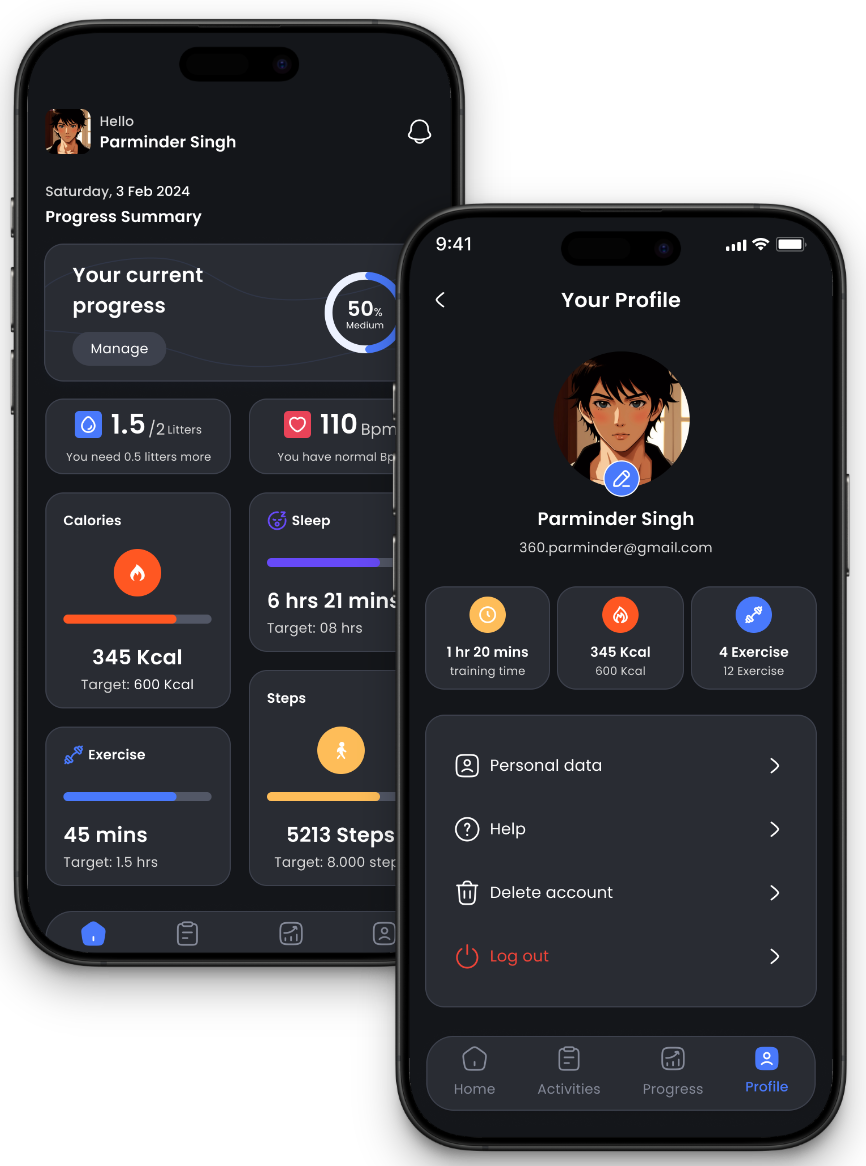 Hello
Parminder Singh
Saturday, 3 Feb 2024
Progress Summary
Your current
progress
50%
Medium
Manage
1.5 /2 Litters
You need 0.5 litters more
110 Bpm
You have normal Bp
Calories
345 Kcal
Target: 600 Kcal
Sleep
6 hrs 21 mins
Target: 08 hrs
Exercise
45 mins
Target: 1.5 hrs
Steps
5213 Steps
Target: 8.000 step
9:41
Your Profile
Parminder Singh
360.parminder@gmail.com
1 hr 20 mins
training time
345 Kcal
600 Kcal
4 Exercise
12 Exercise
Personal data
Help
Delete account
Log out
Home Activities Progress Profile